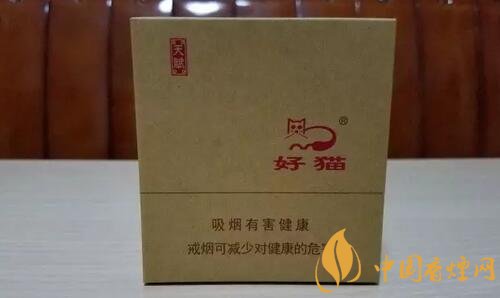 天赋
®
好猫
吸烟有害健康
戒烟可减少对健康的危害
中国香烟网